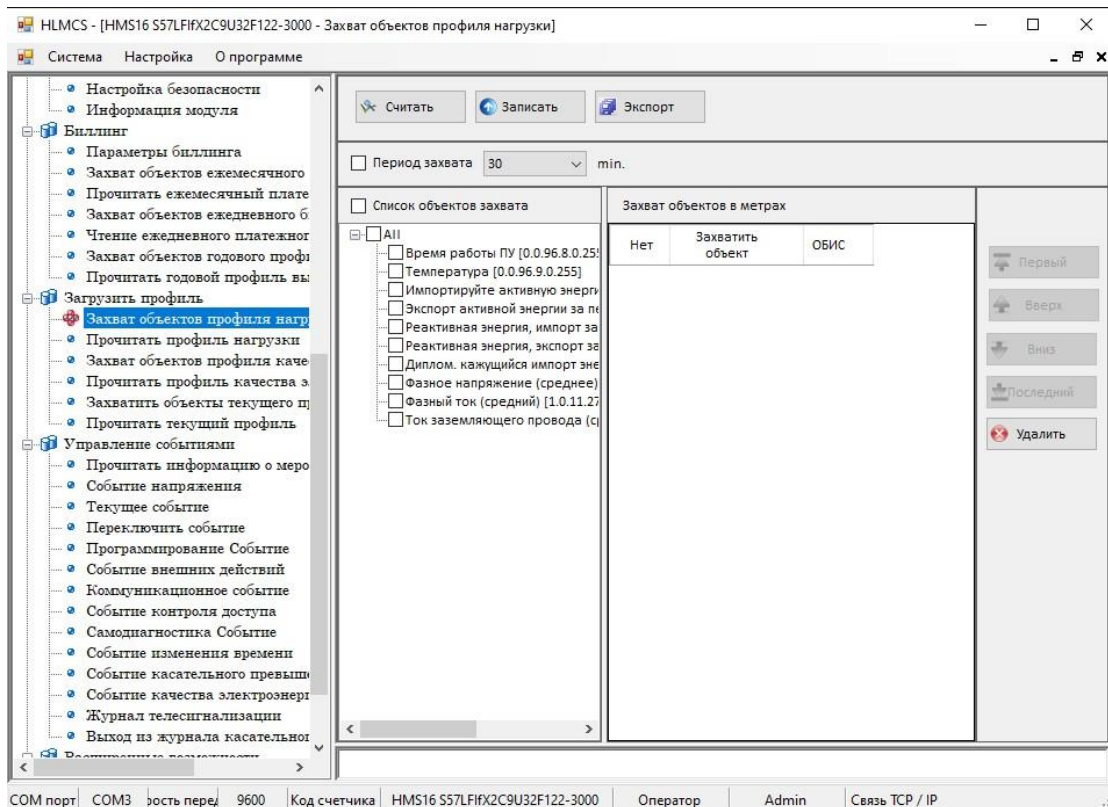 HLMCS - [HMS16 S57LFIfX2C9U32F122-3000 - Захват объектов профиля нагрузки]
Система Настройка О программе
Настройка безопасности
Информация модуля
Биллинг
Параметры биллинга
Захват объектов ежемесячного
Прочитать ежемесячный плате
Захват объектов ежедневного б
Чтение ежедневного платежног
Захват объектов годового профи
Прочитать годовой профиль вы
Загрузить профиль
Захват объектов профиля нагр
Прочитать профиль нагрузки
Захват объектов профиля каче
Прочитать профиль качества э
Захватить объекты текущего п
Прочитать текущий профиль
Управление событиями
Прочитать информацию о меро
Событие напряжения
Текущее событие
Переключить событие
Программирование Событие
Событие внешних действий
Коммуникационное событие
Событие контроля доступа
Самодиагностика Событие
Событие изменения времени
Событие касательного превыш
Событие качества электроэнерг
Журнал телесигнализации
Выход из журнала касательног
Расширенные возможности
Считать Записать Экспорт
Период захвата 30 min.
Список объектов захвата
All
Время работы ПУ [0.0.96.8.0.25
Температура [0.0.96.9.0.255]
Импортируйте активную энерги
Экспорт активной энергии за пе
Реактивная энергия, импорт за
Реактивная энергия, экспорт за
Диплом. кажущийся импорт эне
Фазное напряжение (среднее)
Фазный ток (средний) [1.0.11.27
Ток заземляющего провода (с
Захват объектов в метрах
Нет Захватить объект ОБИС
Первый
Вверх
Вниз
Последний
Удалить
COM порт COM3 рость перед 9600 Код счетчика HMS16 S57LFIfX2C9U32F122-3000 Оператор Admin Связь TCP / IP